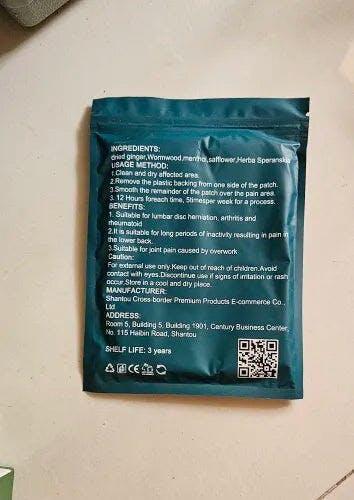 INGREDIENTS:
dried ginger,Wormwood,menthol,safflower,Herba Speranskia
USAGE METHOD:
1.Clean and dry affected area.
2.Remove the plastic backing from one side of the patch.
3.Smooth the remainder of the patch over the pain area.
3. 12 Hours foreach time, 5timesper week for a process.
BENEFITS:
1. Suitable for lumbar disc herniation, arthritis and
rheumatoid
2.It is suitable for long periods of inactivity resulting in pain in
the lower back.
3.Suitable for joint pain caused by overwork
Caution:
For external use only.Keep out of reach of children.Avoid
contact with eyes.Discontinue use if signs of irritation or rash
occur.Store in a cool and dry place.
MANUFACTURER:
Shantou Cross-border Premium Products E-commerce Co.,
Ltd
ADDRESS:
Room 5, Building 5, Building 1901, Century Business Center,
No. 115 Haibin Road, Shantou
SHELF LIFE: 3 years
CE